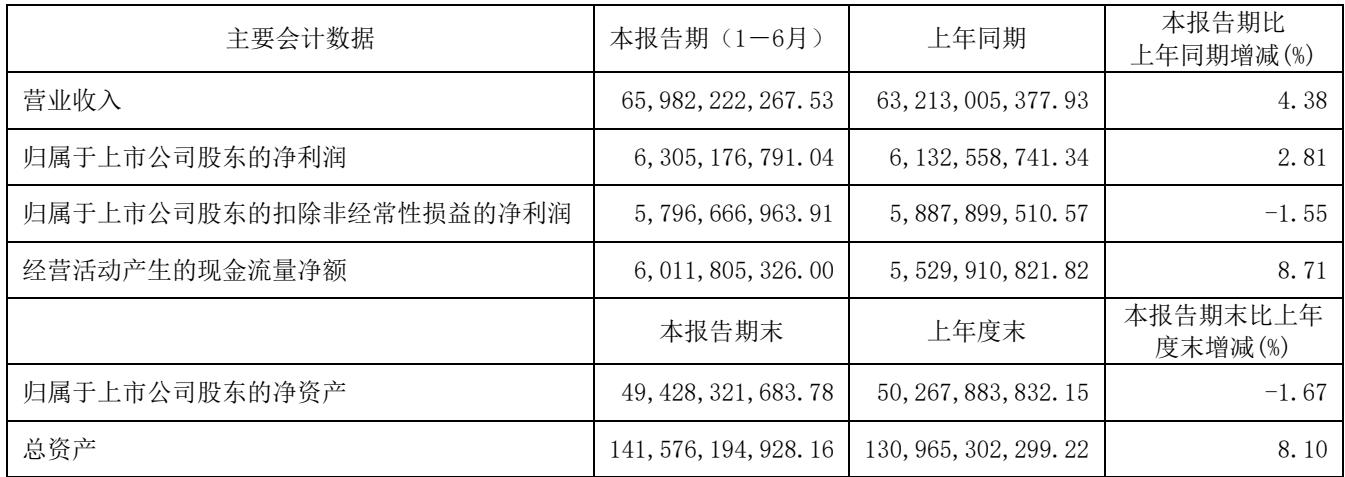 主要会计数据 本报告期（1－6月） 上年同期 本报告期比
上年同期增减(%)
营业收入 65,982,222,267.53 63,213,005,377.93 4.38
归属于上市公司股东的净利润 6,305,176,791.04 6,132,558,741.34 2.81
归属于上市公司股东的扣除非经常性损益的净利润 5,796,666,963.91 5,887,899,510.57 -1.55
经营活动产生的现金流量净额 6,011,805,326.00 5,529,910,821.82 8.71
本报告期末 上年度末 本报告期末比上年
度末增减(%)
归属于上市公司股东的净资产 49,428,321,683.78 50,267,883,832.15 -1.67
总资产 141,576,194,928.16 130,965,302,299.22 8.10